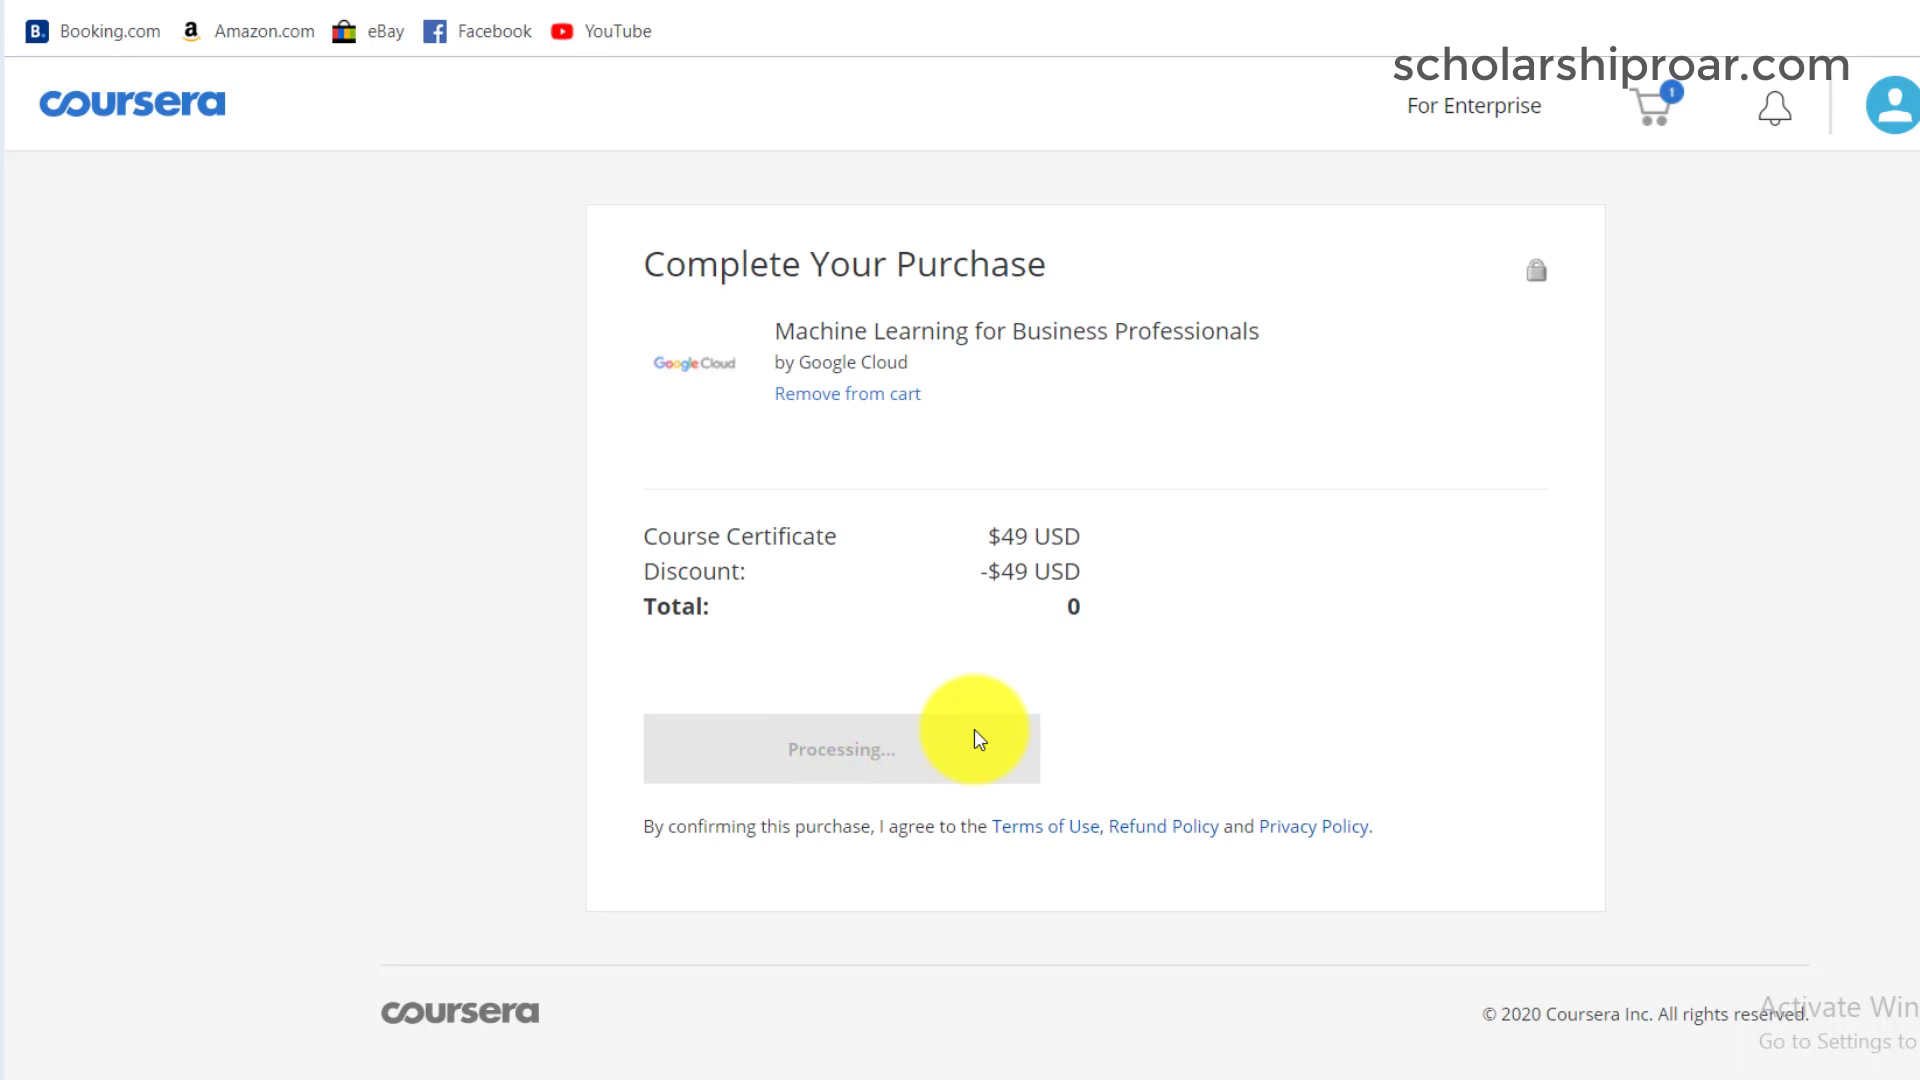 Booking.com Amazon.com eBay Facebook YouTube
scholarshiproar.com
coursera
For Enterprise
1
Complete Your Purchase
Google Cloud
Machine Learning for Business Professionals
by Google Cloud
Remove from cart
Course Certificate $49 USD
Discount: -$49 USD
Total: 0
Processing...
By confirming this purchase, I agree to the Terms of Use, Refund Policy and Privacy Policy.
coursera
© 2020 Coursera Inc. All rights reserved.
Activate Win
Go to Settings to